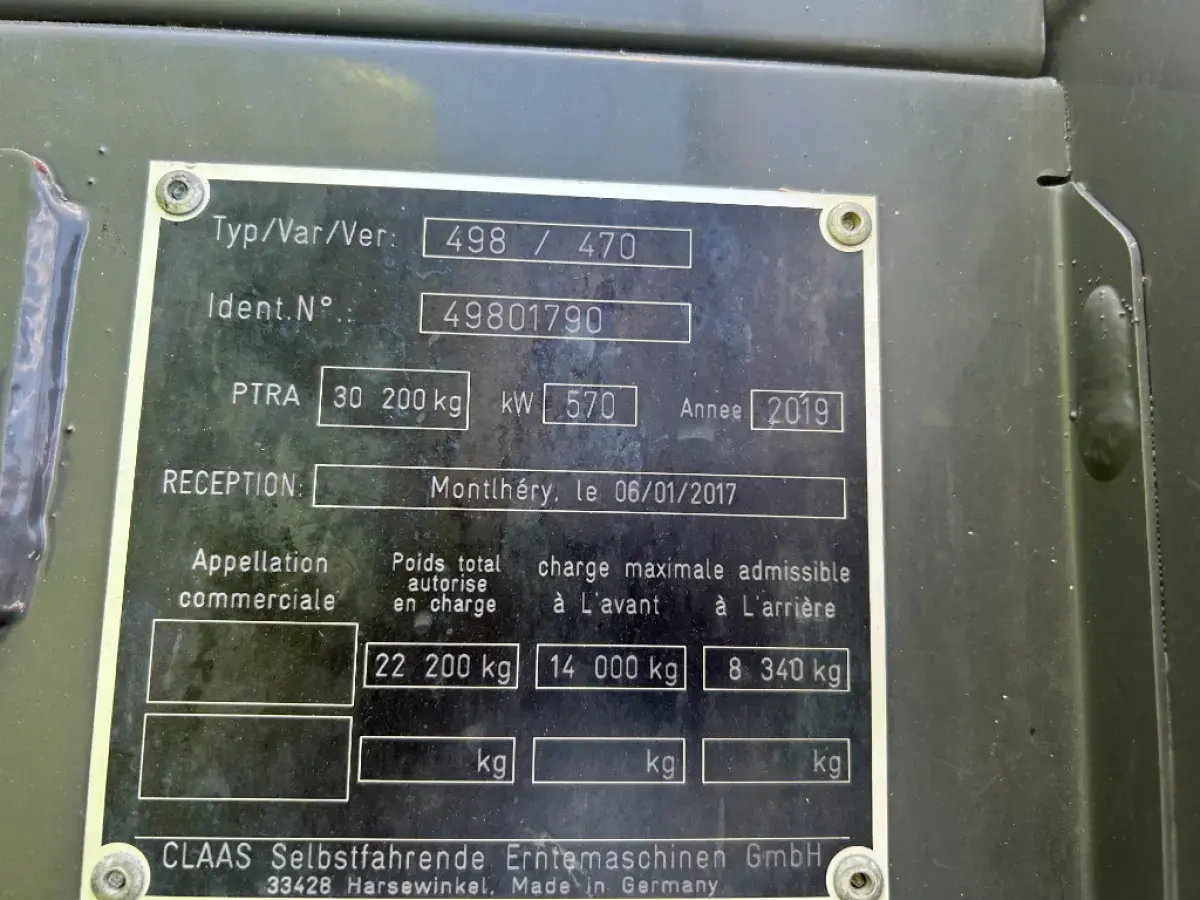 Typ/Var/Ver: 498 / 470
Ident.N°.: 49801790
PTRA 30 200 kg kW 570 Annee 2019
RECEPTION: Montlhéry, le 06/01/2017
Appellation commerciale
Poids total autorise en charge
charge maximale admissible
à L'avant à L'arrière
22 200 kg 14 000 kg 8 340 kg
kg kg kg
CLAAS Selbstfahrende Erntemaschinen GmbH
33428 Harsewinkel, Made in Germany